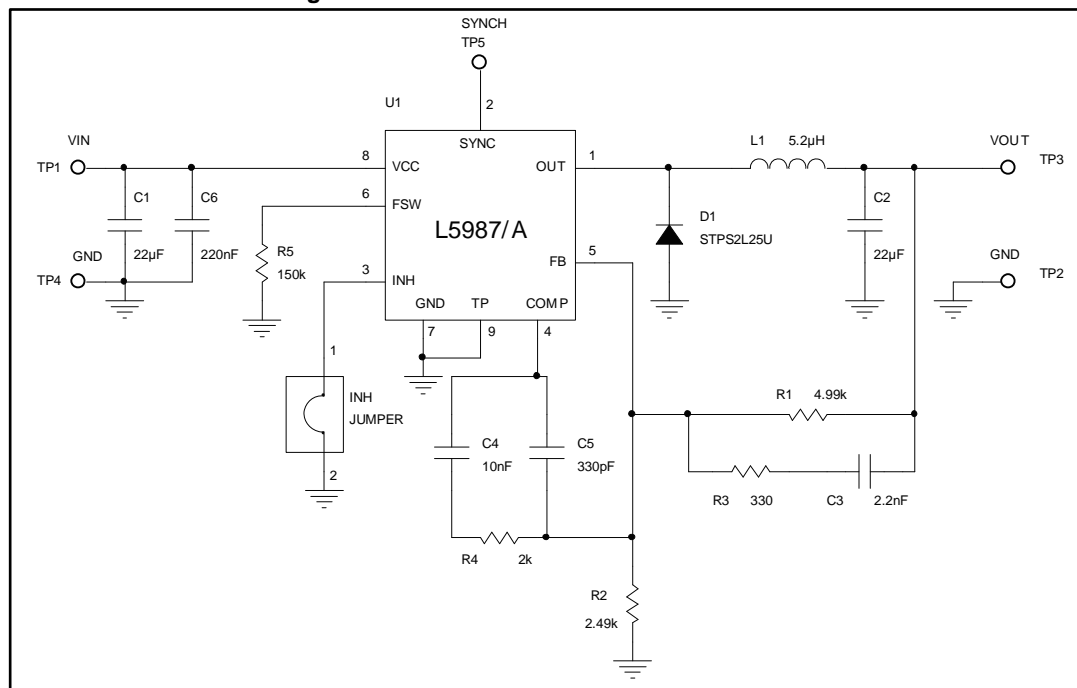 SYNCH
TP5
U1
2
VIN
SYNC
L1 5.2µH
VOUT
TP1
8
VCC
OUT
1
TP3
C1
C6
6
FSW
C2
D1
STPS2L25U
L5987/A
GND
R5
FB
5
GND
TP4
22µF
220nF
150k
3
INH
22µF
TP2
GND
TP
COMP
7
9
4
1
INH
JUMPER
R1
4.99k
C4
10nF
C5
330pF
2
R3
330
C3
2.2nF
R4
2k
R2
2.49k